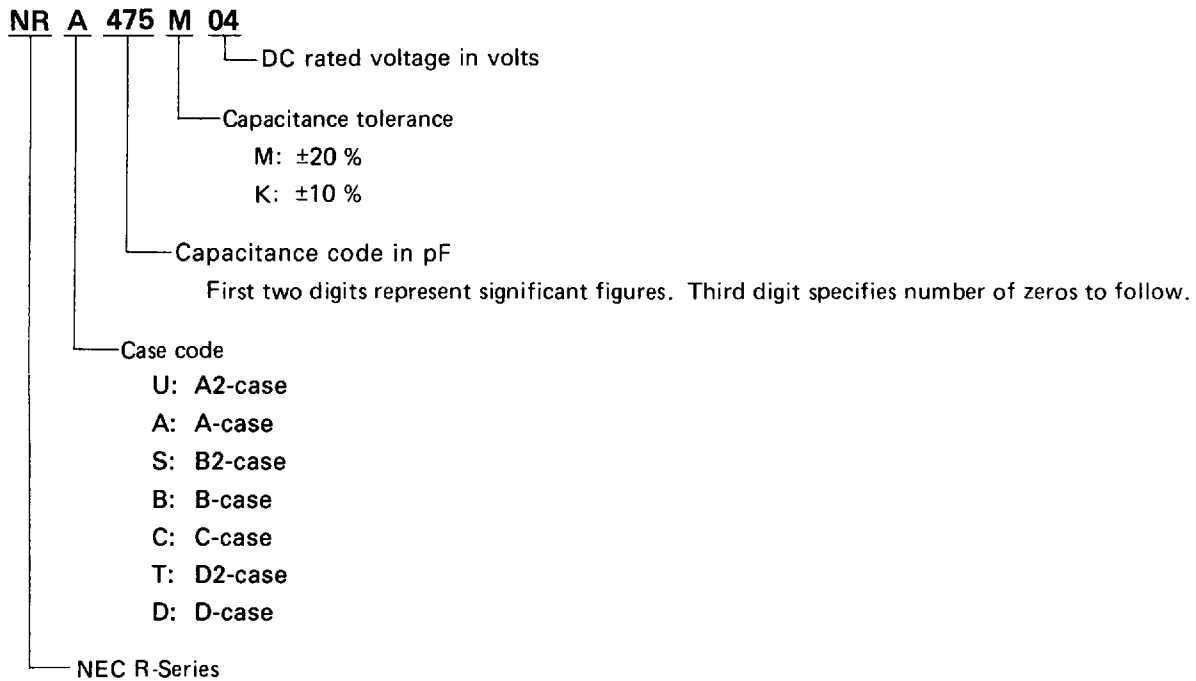 NR A 475 M 04
DC rated voltage in volts
Capacitance tolerance
M: ±20 %
K: ±10 %
Capacitance code in pF
First two digits represent significant figures. Third digit specifies number of zeros to follow.
Case code
U: A2-case
A: A-case
S: B2-case
B: B-case
C: C-case
T: D2-case
D: D-case
NEC R-Series